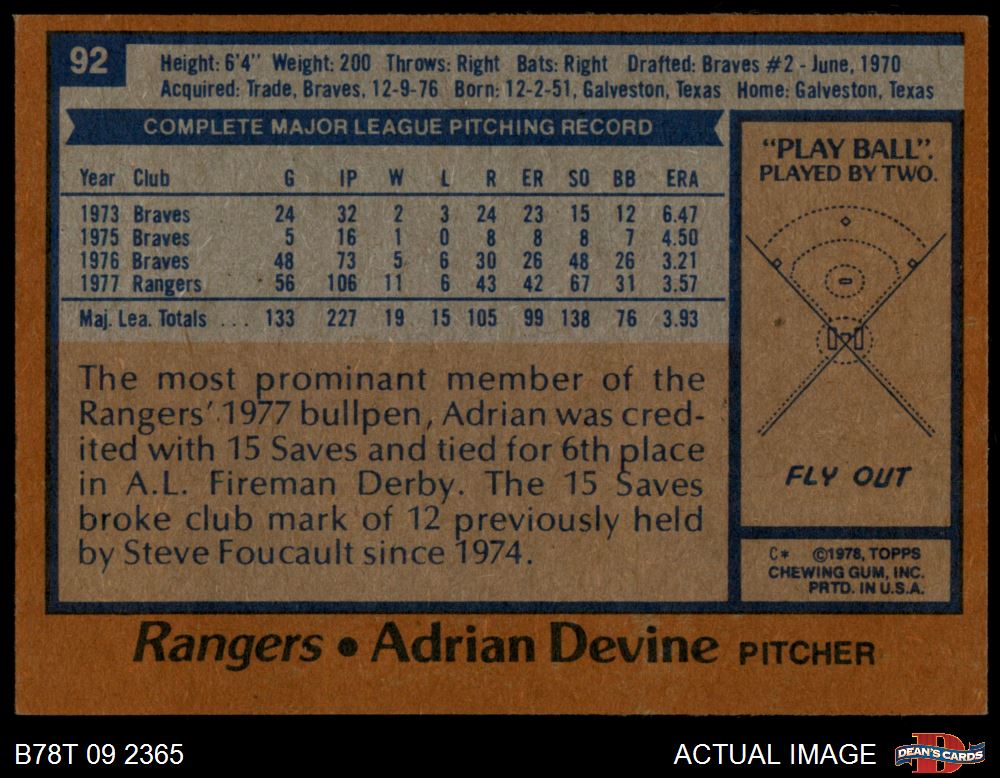 92
Height: 6'4" Weight: 200 Throws: Right Bats: Right Drafted: Braves #2 - June, 1970
Acquired: Trade, Braves, 12-9-76 Born: 12-2-51, Galveston, Texas Home: Galveston, Texas
COMPLETE MAJOR LEAGUE PITCHING RECORD
Year Club G IP W L R ER SO BB ERA
1973 Braves 24 32 2 3 24 23 15 12 6.47
1975 Braves 5 16 1 0 8 8 8 7 4.50
1976 Braves 48 73 5 6 30 26 48 26 3.21
1977 Rangers 56 106 11 6 43 42 67 31 3.57
Maj. Lea. Totals ... 133 227 19 15 105 99 138 76 3.93
The most prominant member of the
Rangers' 1977 bullpen, Adrian was cred-
ited with 15 Saves and tied for 6th place
in A.L. Fireman Derby. The 15 Saves
broke club mark of 12 previously held
by Steve Foucault since 1974.
"PLAY BALL".
PLAYED BY TWO.
FLY OUT
C* ©1978, TOPPS
CHEWING GUM, INC.
PRTD. IN U.S.A.
Rangers • Adrian Devine PITCHER
B78T 09 2365
ACTUAL IMAGE
DEAN'S CARDS